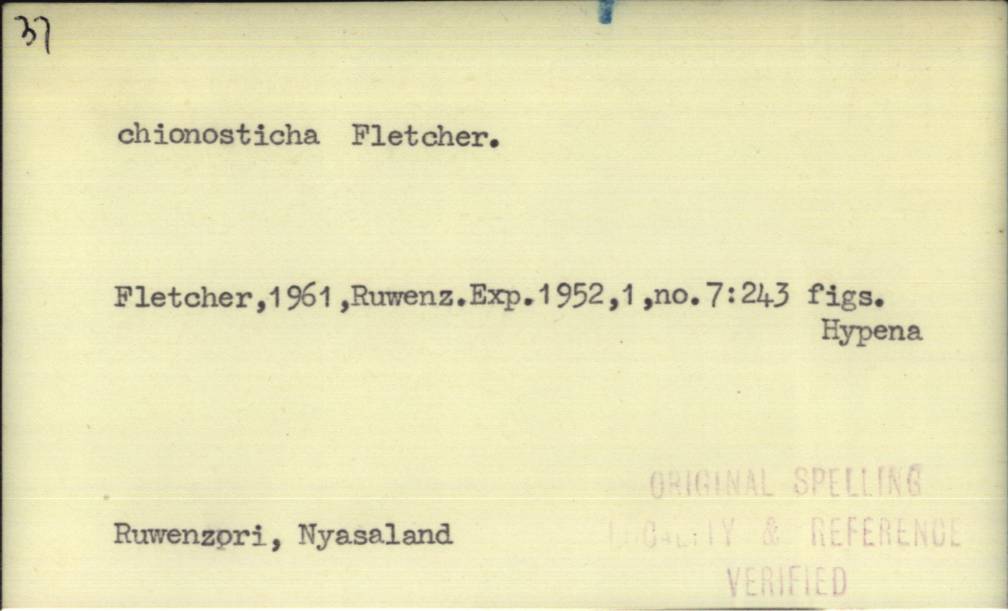 37
chionosticha Fletcher.
Fletcher,1961,Ruwenz.Exp.1952,1,no.7:243 figs.
Hypena
Ruwenzori, Nyasaland
ORIGINAL SPELLING
LOCALITY & REFERENCE
VERIFIED